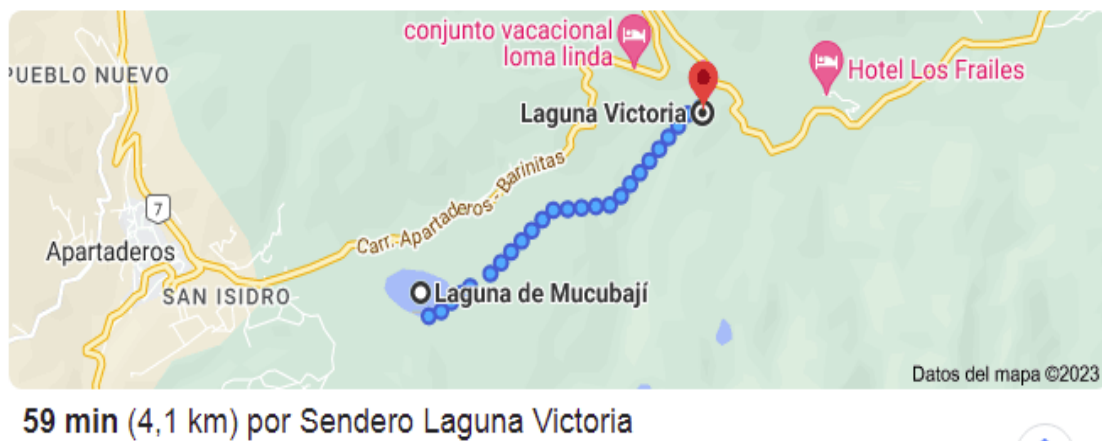 conjunto vacacional
loma linda
PUEBLO NUEVO
Hotel Los Frailes
Laguna Victoria
Carr. Apartaderos - Barinitas
7
Apartaderos
SAN ISIDRO
Laguna de Mucubají
Datos del mapa ©2023
59 min (4,1 km) por Sendero Laguna Victoria